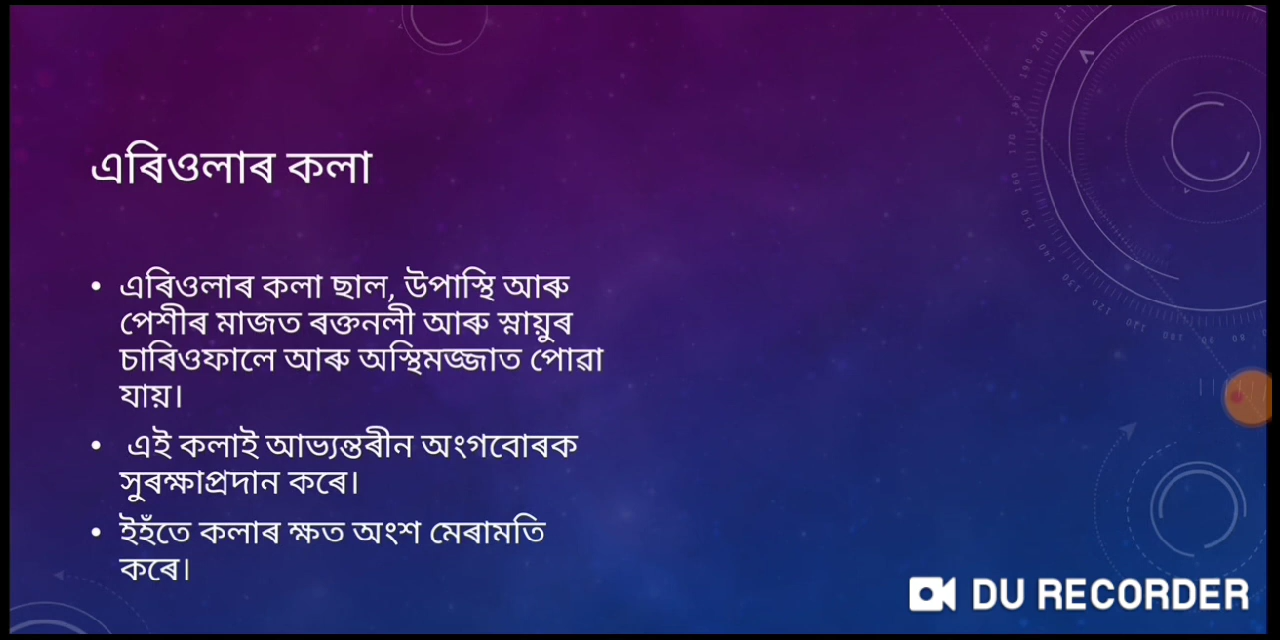 এৰিওলাৰ কলা
• এৰিওলাৰ কলা ছাল, উপাস্থি আৰু
পেশীৰ মাজত ৰক্তনলী আৰু স্নায়ুৰ
চাৰিওফালে আৰু অস্থিমজ্জাত পোৱা
যায়।
• এই কলাই আভ্যন্তৰীন অংগবোৰক
সুৰক্ষাপ্ৰদান কৰে।
• ইহঁতে কলাৰ ক্ষত অংশ মেৰামতি
কৰে।
DU RECORDER